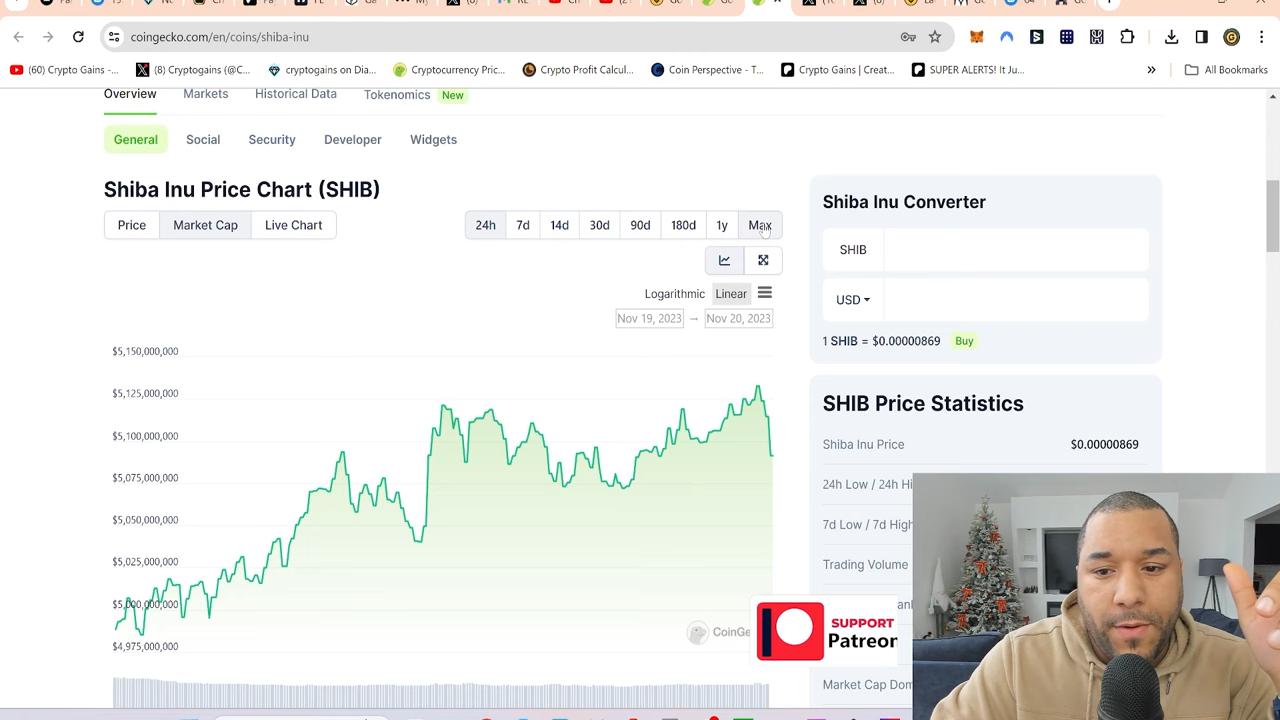 coingecko.com/en/coins/shiba-inu
(60) Crypto Gains -...
(8) Cryptogains (@C...
cryptogains on Dia...
Cryptocurrency Pric...
Crypto Profit Calcul...
Coin Perspective - T...
Crypto Gains | Creat...
SUPER ALERTS! It Ju...
»
All Bookmarks
Overview Markets Historical Data Tokenomics New
General Social Security Developer Widgets
Shiba Inu Price Chart (SHIB)
Price Market Cap Live Chart
24h 7d 14d 30d 90d 180d 1y Max
Logarithmic Linear
Nov 19, 2023 → Nov 20, 2023
$5,150,000,000
$5,125,000,000
$5,100,000,000
$5,075,000,000
$5,050,000,000
$5,025,000,000
$5,000,000,000
$4,975,000,000
CoinGe
Shiba Inu Converter
SHIB
USD
1 SHIB = $0.00000869 Buy
SHIB Price Statistics
Shiba Inu Price $0.00000869
24h Low / 24h Hi
7d Low / 7d High
Trading Volume
Market Cap Dom
SUPPORT
Patreon